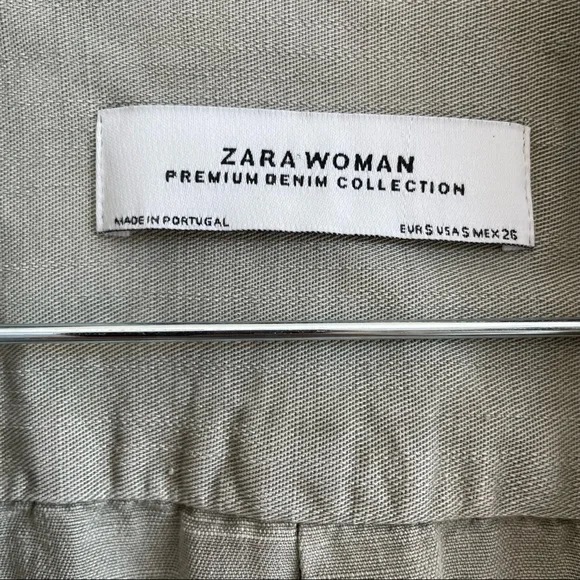 ZARA WOMAN
PREMIUM DENIM COLLECTION
MADE IN PORTUGAL
EUR S USA S MEX 26